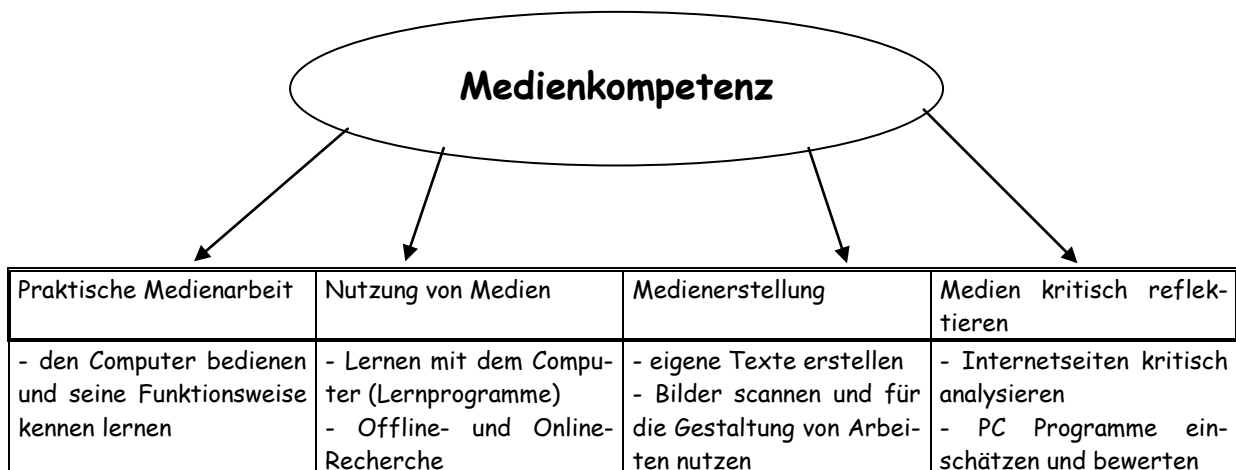 Medienkompetenz
Praktische Medienarbeit
Nutzung von Medien
Medienerstellung
Medien kritisch reflek-
tieren
- den Computer bedienen
und seine Funktionsweise
kennen lernen
- Lernen mit dem Compu-
ter (Lernprogramme)
- Offline- und Online-
Recherche
- eigene Texte erstellen
- Bilder scannen und für
die Gestaltung von Arbei-
ten nutzen
- Internetseiten kritisch
analysieren
- PC Programme ein-
schätzen und bewerten